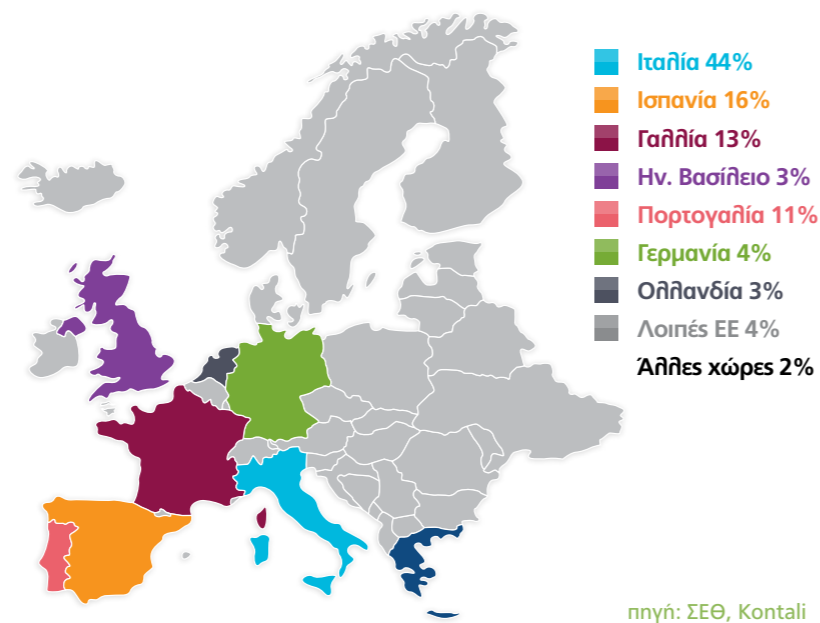 Ιταλία 44%
Ισπανία 16%
Γαλλία 13%
Ην. Βασίλειο 3%
Πορτογαλία 11%
Γερμανία 4%
Ολλανδία 3%
Λοιπές ΕΕ 4%
Άλλες χώρες 2%
πηγή: ΣΕΘ, Kontali